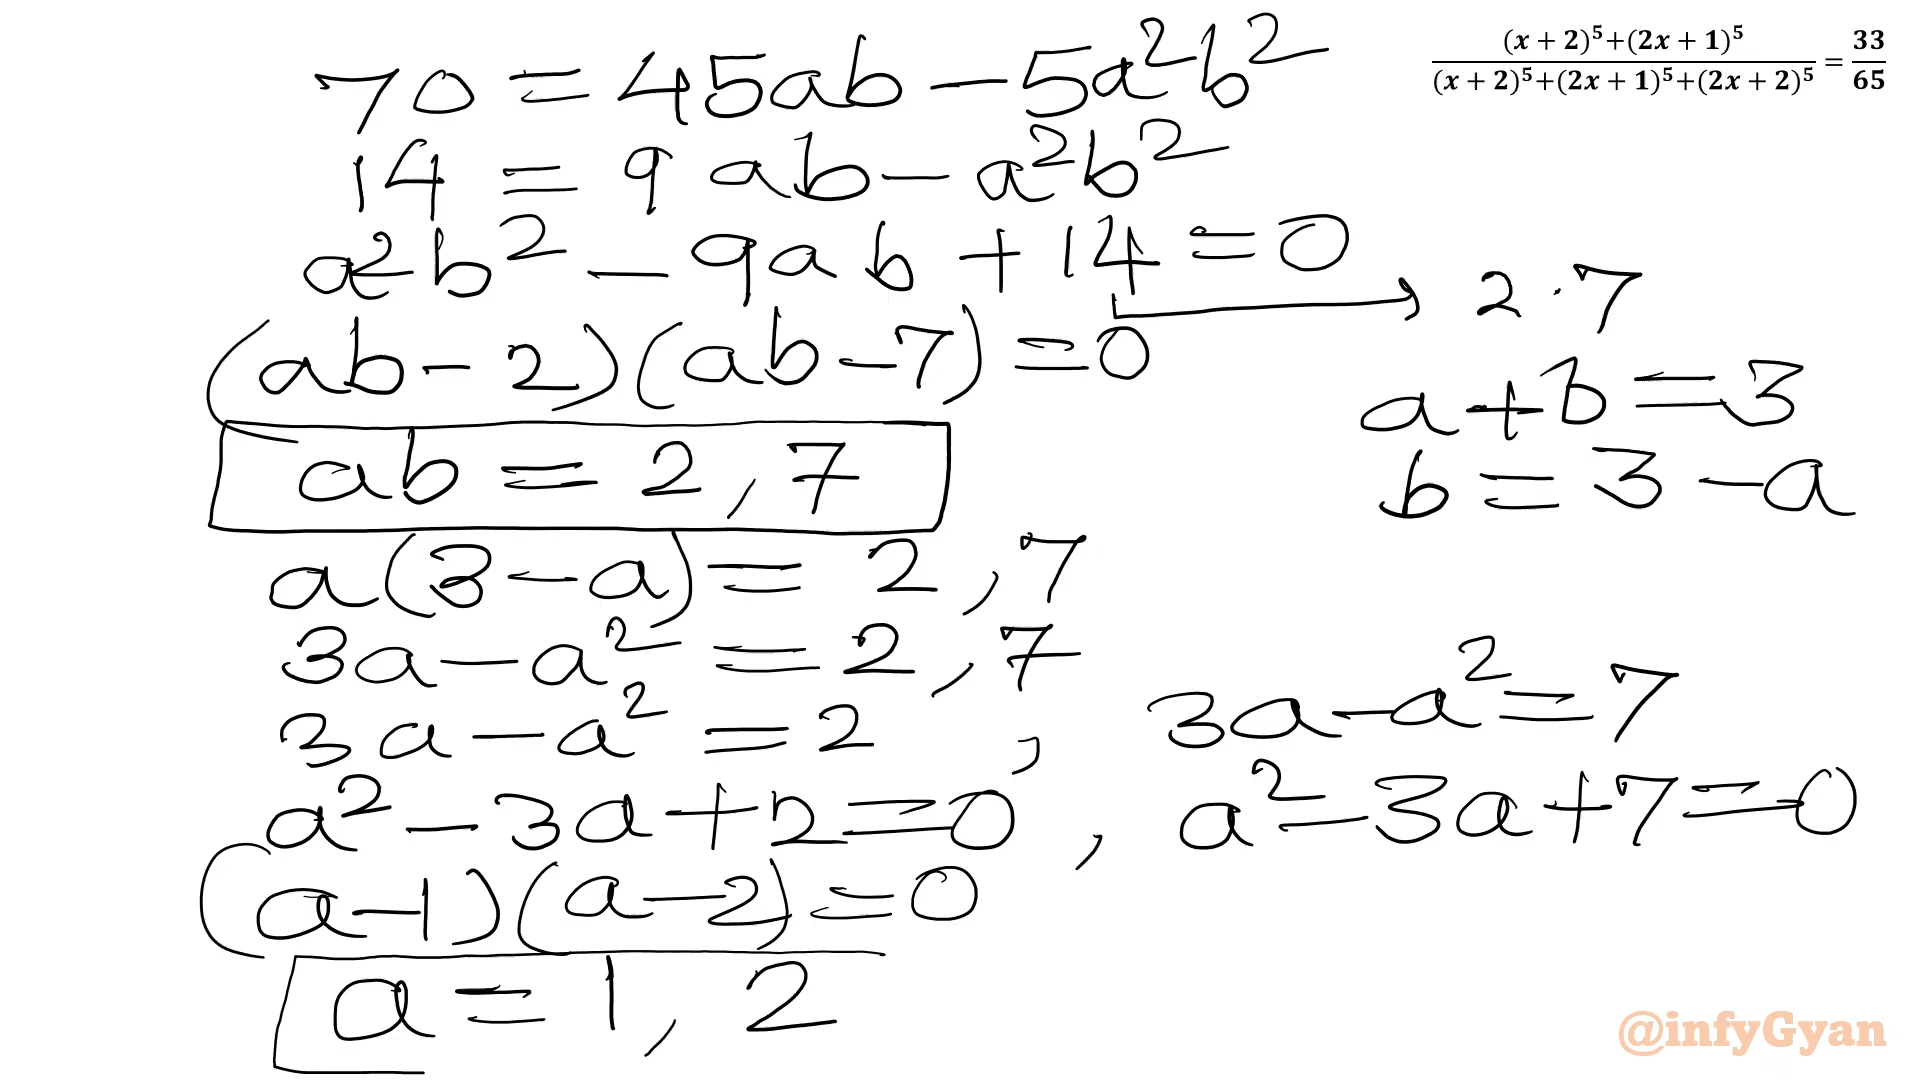 (x + 2)⁵+(2x + 1)⁵ / (x + 2)⁵+(2x + 1)⁵+(2x + 2)⁵ = 33/65
70 = 45ab - 5a²b²
14 = 9ab - a²b²
a²b² - 9ab + 14 = 0
→ 2·7
(ab - 2)(ab - 7) = 0
a + b = 3
ab = 2, 7
b = 3 - a
a(3 - a) = 2, 7
3a - a² = 2, 7
3a - a² = 2, 3a - a² = 7
a² - 3a + 2 = 0, a² - 3a + 7 = 0
(a - 1)(a - 2) = 0
a = 1, 2
@infyGyan